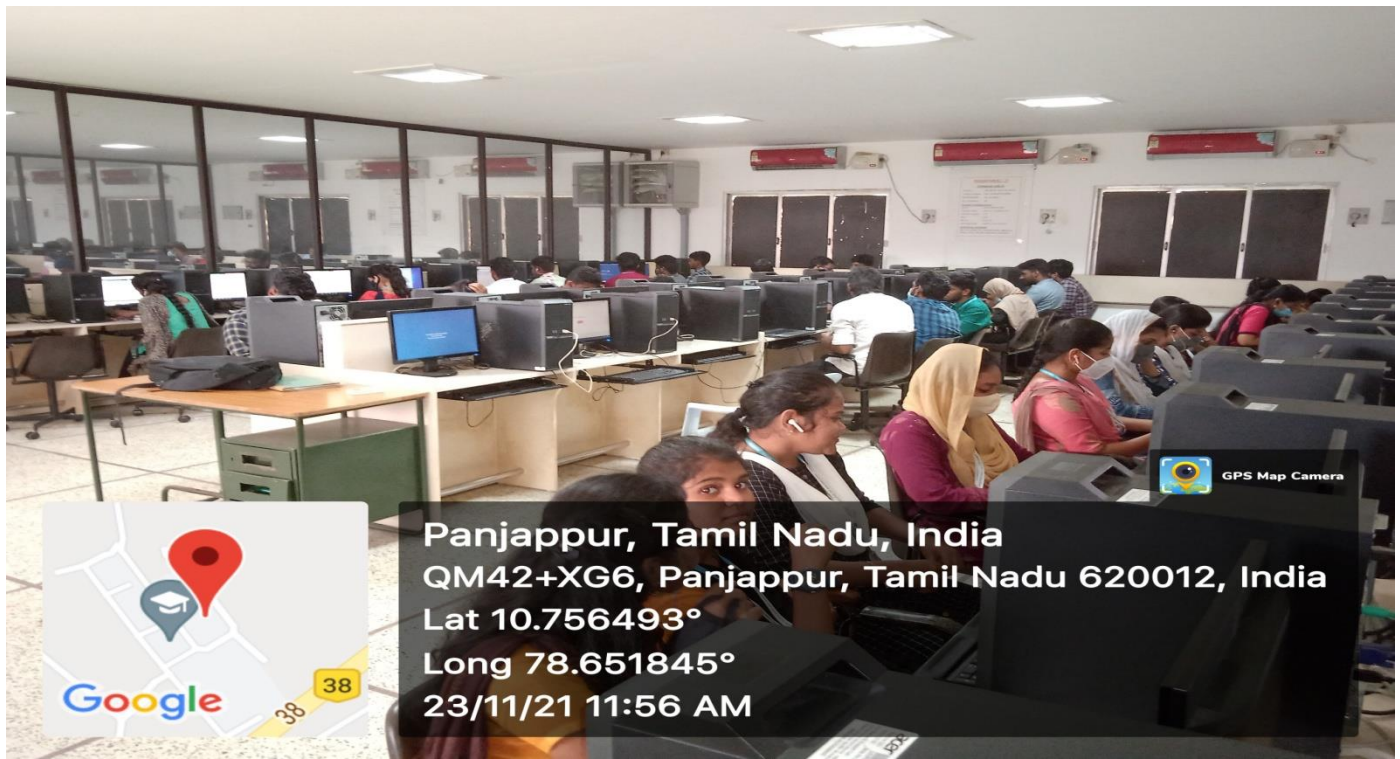 GPS Map Camera
Panjappur, Tamil Nadu, India
QM42+XG6, Panjappur, Tamil Nadu 620012, India
Lat 10.756493°
Long 78.651845°
23/11/21 11:56 AM
Google
38
38
acer